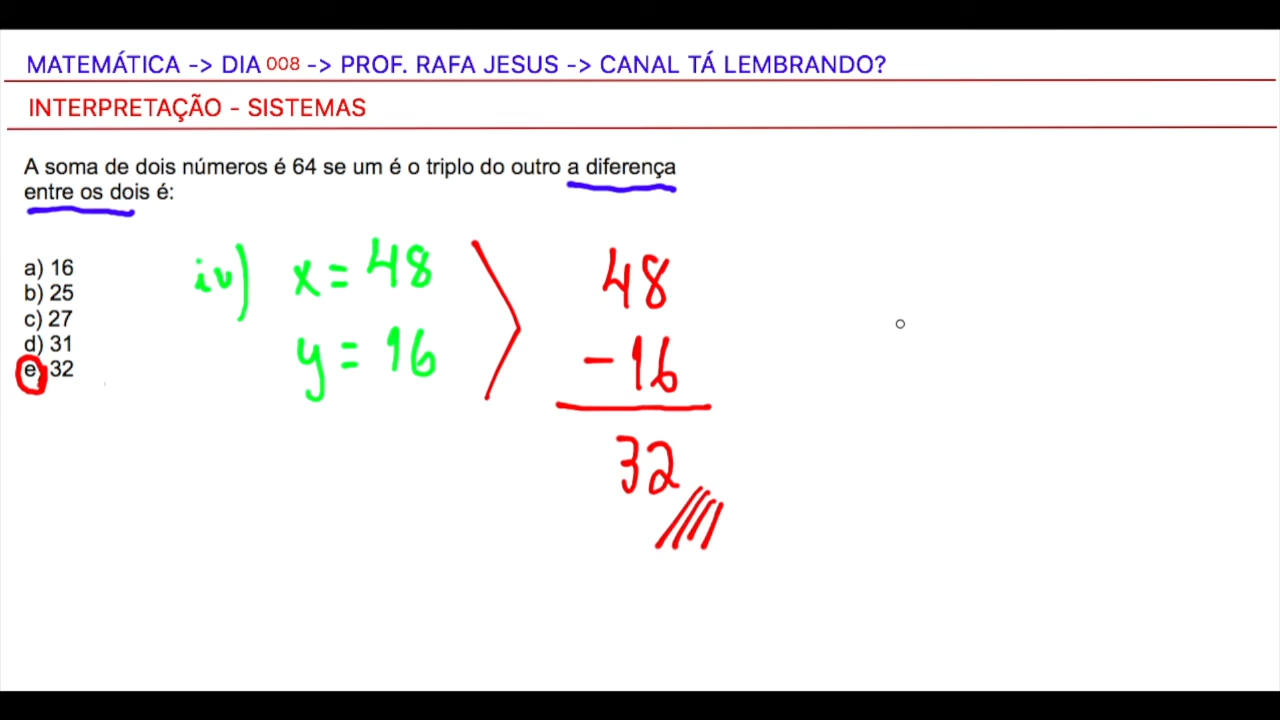 MATEMÁTICA -> DIA 008 -> PROF. RAFA JESUS -> CANAL TÁ LEMBRANDO?
INTERPRETAÇÃO - SISTEMAS
A soma de dois números é 64 se um é o triplo do outro a diferença
entre os dois é:
a) 16
b) 25
c) 27
d) 31
e) 32
iv) x = 48
y = 16
48
- 16
32